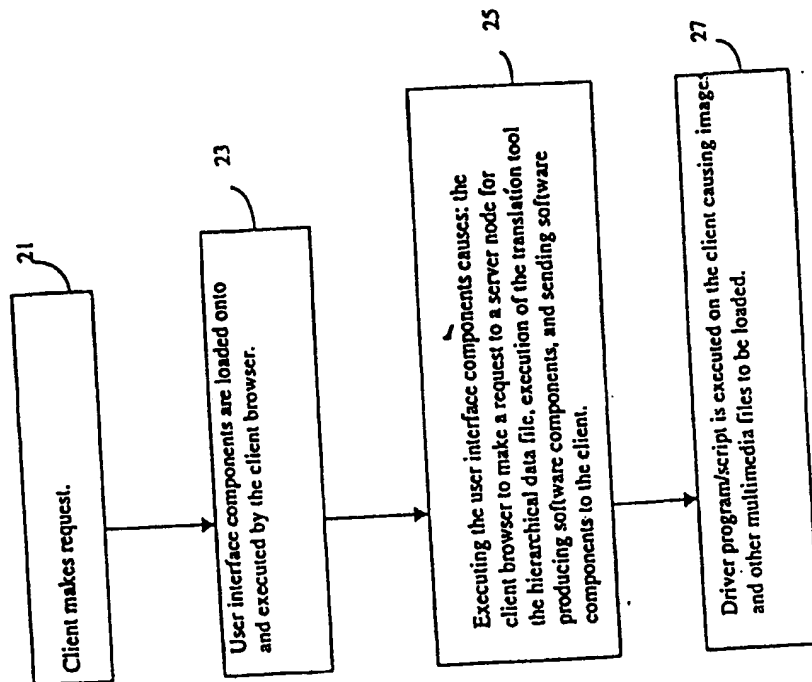 21
Client makes request.
23
User interface components are loaded onto
and executed by the client browser.
25
Executing the user interface components causes: the
client browser to make a request to a server node for
the hierarchical data file, execution of the translation tool
producing software components, and sending software
components to the client.
27
Driver program/script is executed on the client causing images
and other multimedia files to be loaded.